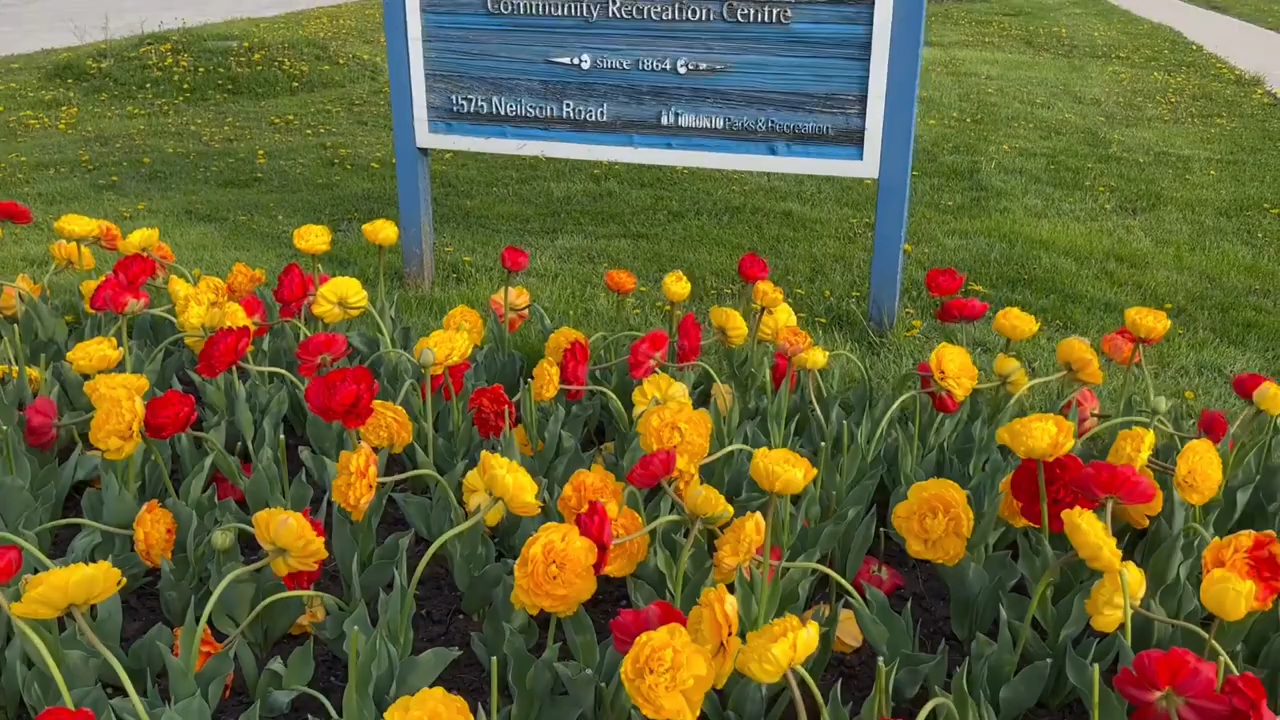 Community Recreation Centre
since 1864
1575 Neilson Road
TORONTO Parks & Recreation